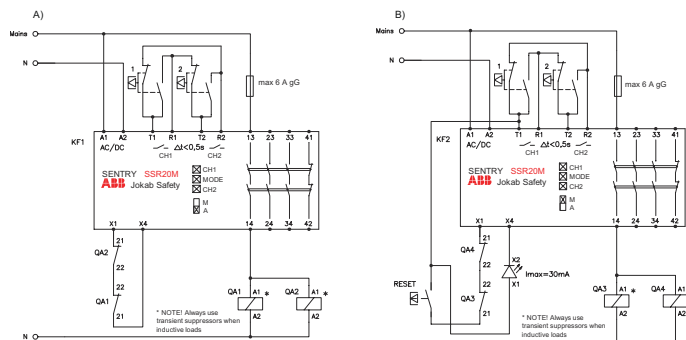 A)
Mains
N
1
2
max 6 A gG
A1 A2 T1 R1 T2 R2 13 23 33 41
KF1
AC/DC
CH1
Δt<0,5s
CH2
SENTRY SSR20M
ABB Jokab Safety
CH1
MODE
CH2
M
A
X1 X4 14 24 34 42
21
QA2
22
22
QA1
21
QA1 A1 *
A2
QA2 A1 *
A2
* NOTE! Always use
transient suppressors when
inductive loads
N
B)
Mains
N
1
2
max 6 A gG
A1 A2 T1 R1 T2 R2 13 23 33 41
KF2
AC/DC
CH1
Δt<0,5s
CH2
SENTRY SSR20M
ABB Jokab Safety
CH1
MODE
CH2
M
A
X1 X4 14 24 34 42
21
QA4
22
X2
Imax=30mA
X1
RESET
22
QA3
21
QA3 A1 *
A2
QA4 A1
A2
* NOTE! Always use
transient suppressors when
inductive loads